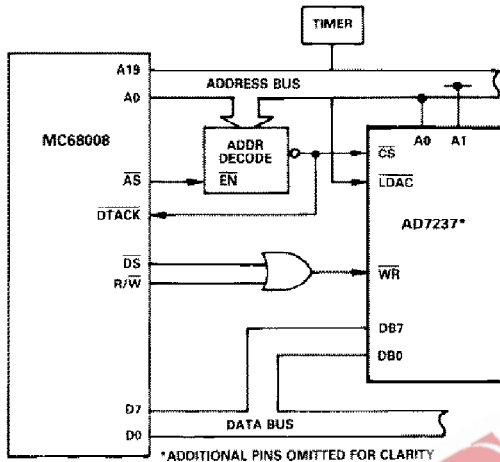 TIMER
A19
ADDRESS BUS
A0
MC68008
ADDR
DECODE
EN
A0
A1
CS
AS
LDAC
DTACK
AD7237*
DS
R/W
WR
DB7
DB0
D7
DATA BUS
D0
*ADDITIONAL PINS OMITTED FOR CLARITY